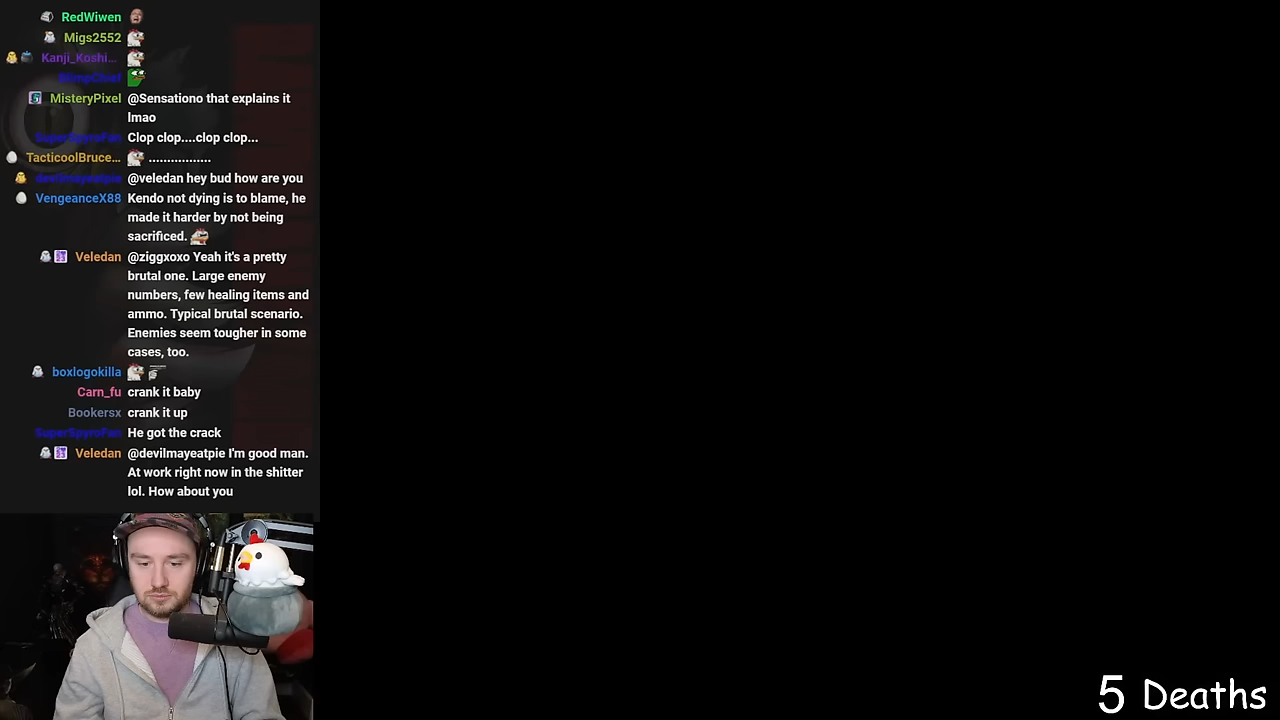 RedWiwen
Migs2552
Kanji_Koshi...
BlimpChief
MisteryPixel @Sensationo that explains it
lmao
SuperSpyroFan Clop clop....clop clop...
TacticoolBruce... .................
devilmayeatpie @veledan hey bud how are you
VengeanceX88 Kendo not dying is to blame, he
made it harder by not being
sacrificed.
Veledan @ziggxoxo Yeah it's a pretty
brutal one. Large enemy
numbers, few healing items and
ammo. Typical brutal scenario.
Enemies seem tougher in some
cases, too.
boxlogokilla
Carn_fu crank it baby
Bookersx crank it up
SuperSpyroFan He got the crack
Veledan @devilmayeatpie I'm good man.
At work right now in the shitter
lol. How about you
5 Deaths